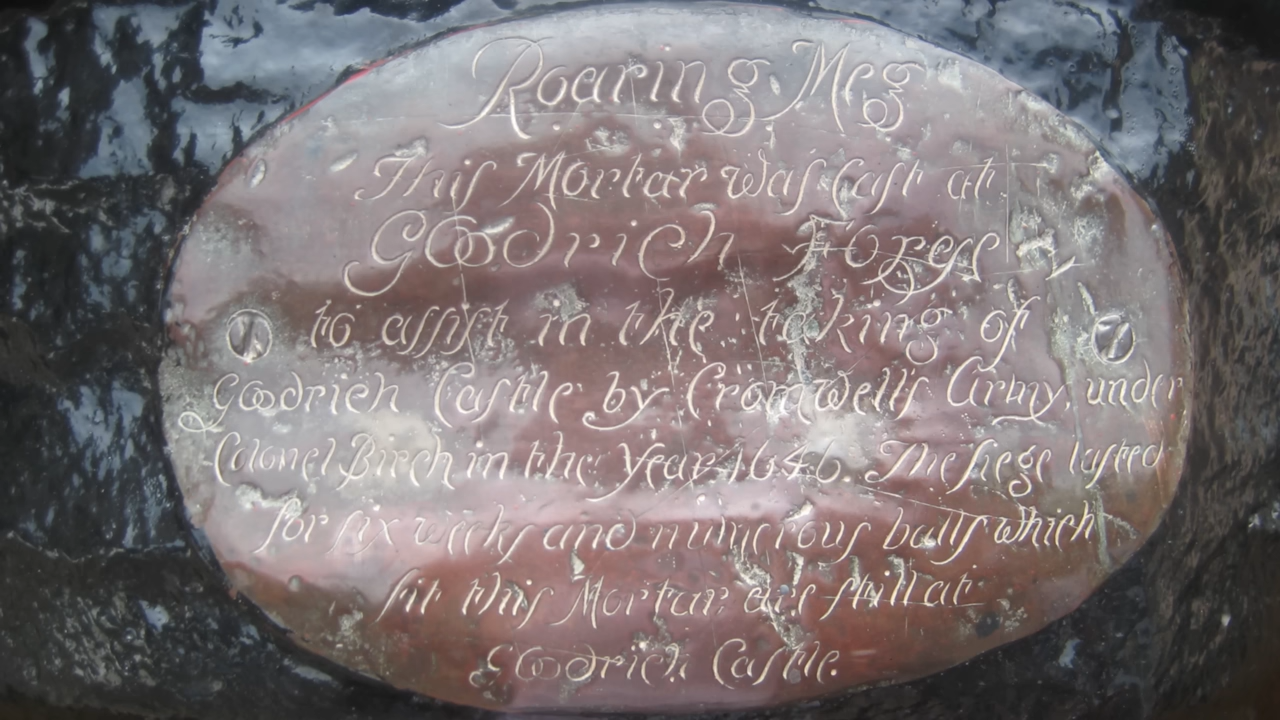 Roaring Meg
This Mortar was Cast at
Goodrich Forge
to assist in the taking of
Goodrich Castle by Cromwells Army, under
Colonel Birch in the Year 1646. The siege lasted
for six weeks and numerous balls which
fit this Mortar, are still at
Goodrich Castle.